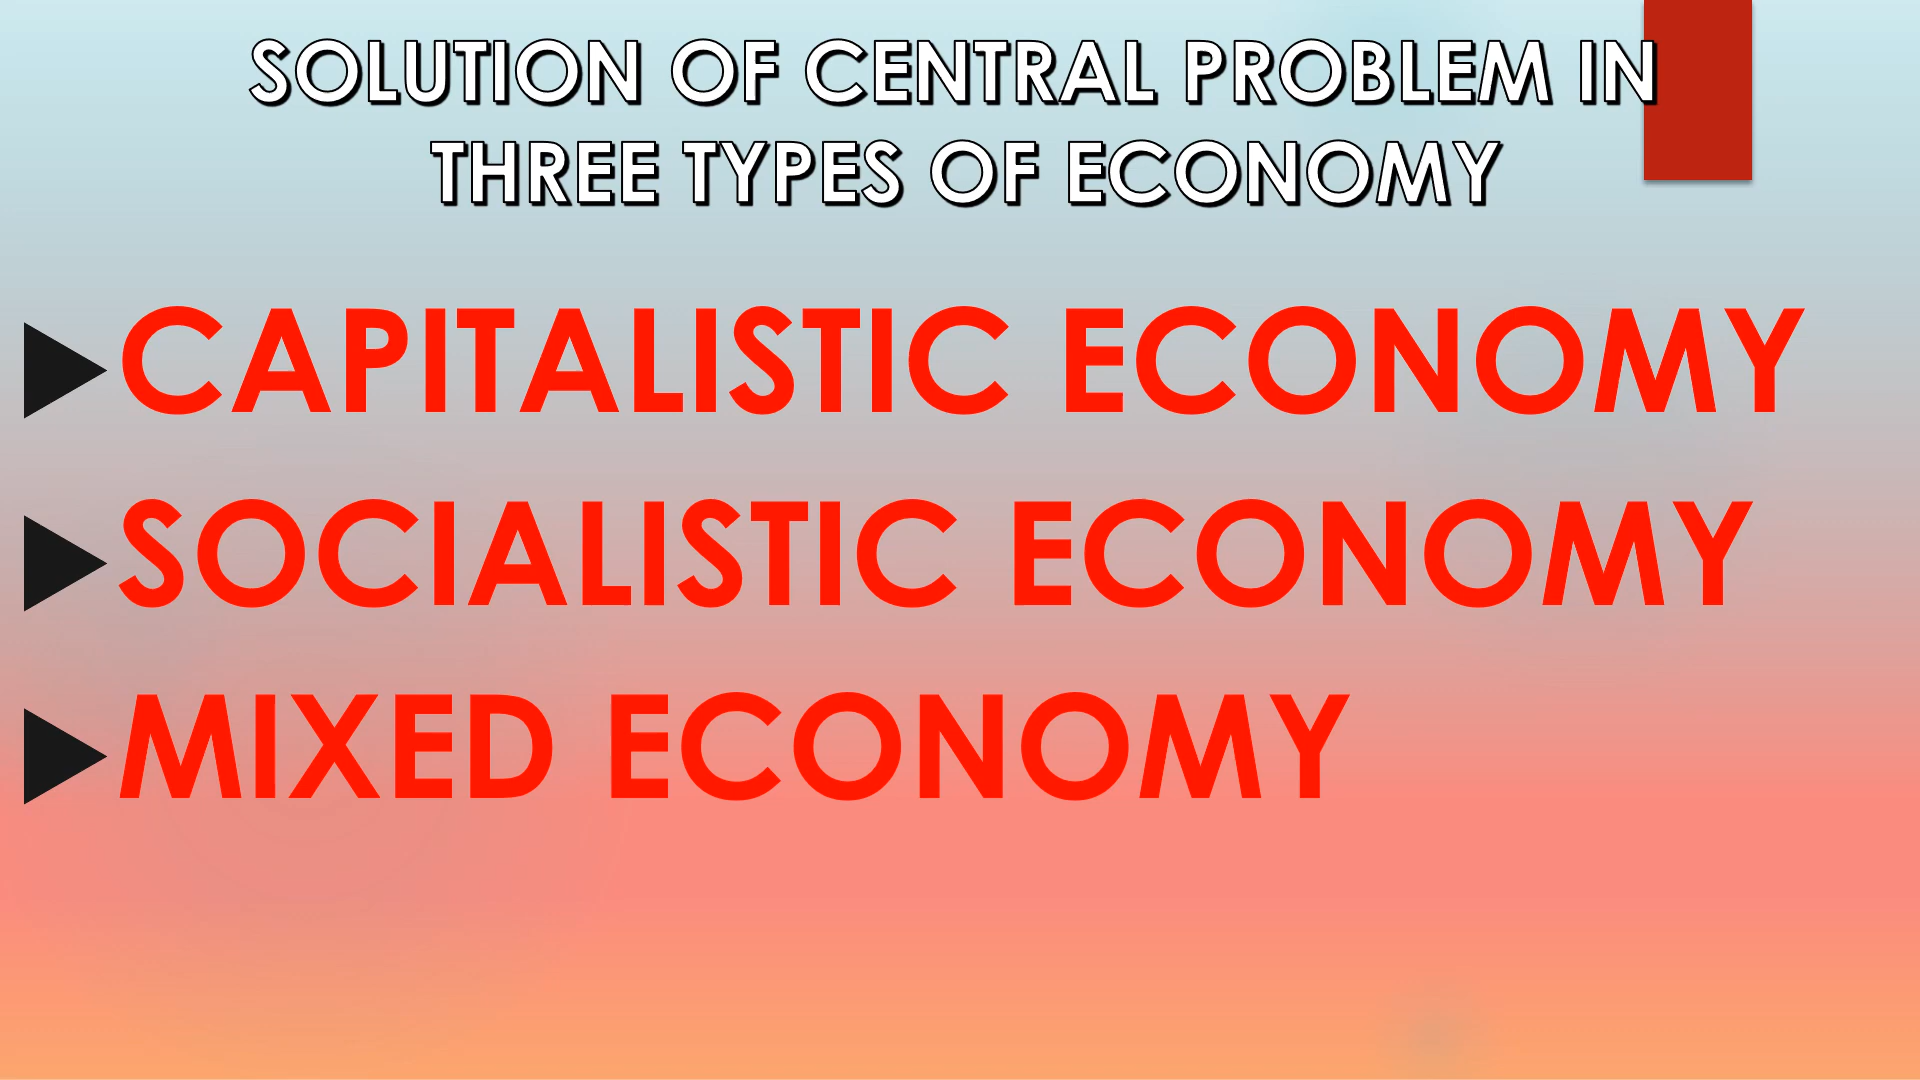 SOLUTION OF CENTRAL PROBLEM IN
THREE TYPES OF ECONOMY
CAPITALISTIC ECONOMY
SOCIALISTIC ECONOMY
MIXED ECONOMY